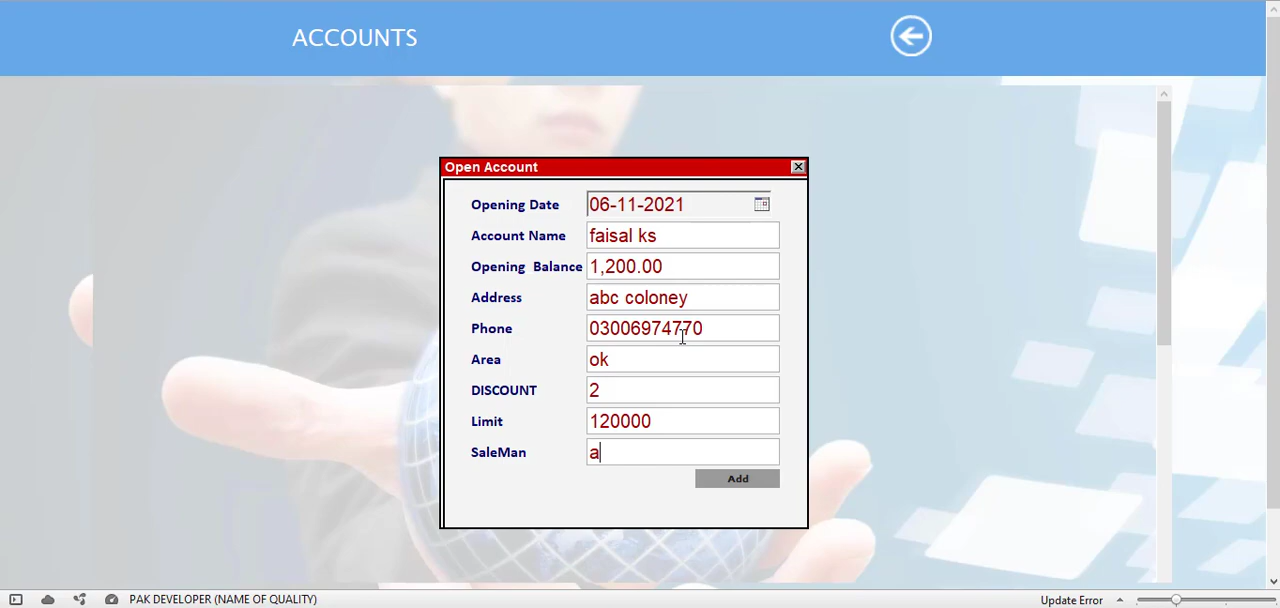 ACCOUNTS
Open Account
Opening Date 06-11-2021
Account Name faisal ks
Opening Balance 1,200.00
Address abc coloney
Phone 03006974770
Area ok
DISCOUNT 2
Limit 120000
SaleMan a
Add
PAK DEVELOPER (NAME OF QUALITY) Update Error